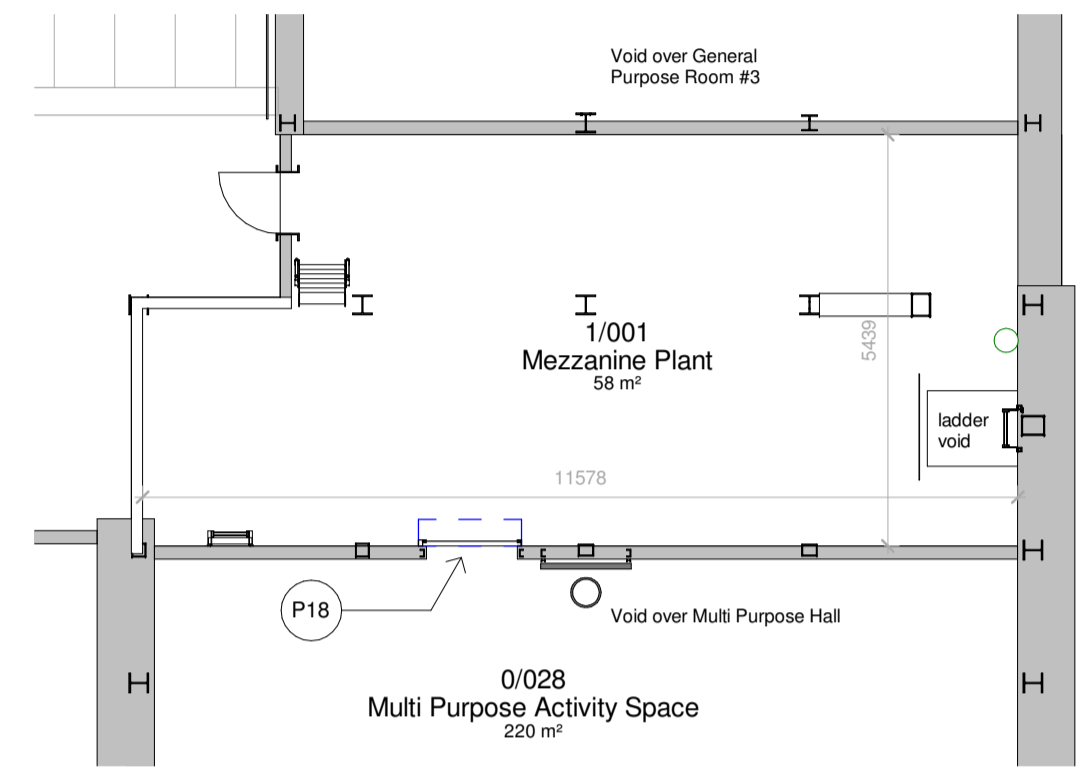 Void over General
Purpose Room #3
1/001
Mezzanine Plant
58 m²
5439
ladder
void
11578
P18
Void over Multi Purpose Hall
0/028
Multi Purpose Activity Space
220 m²